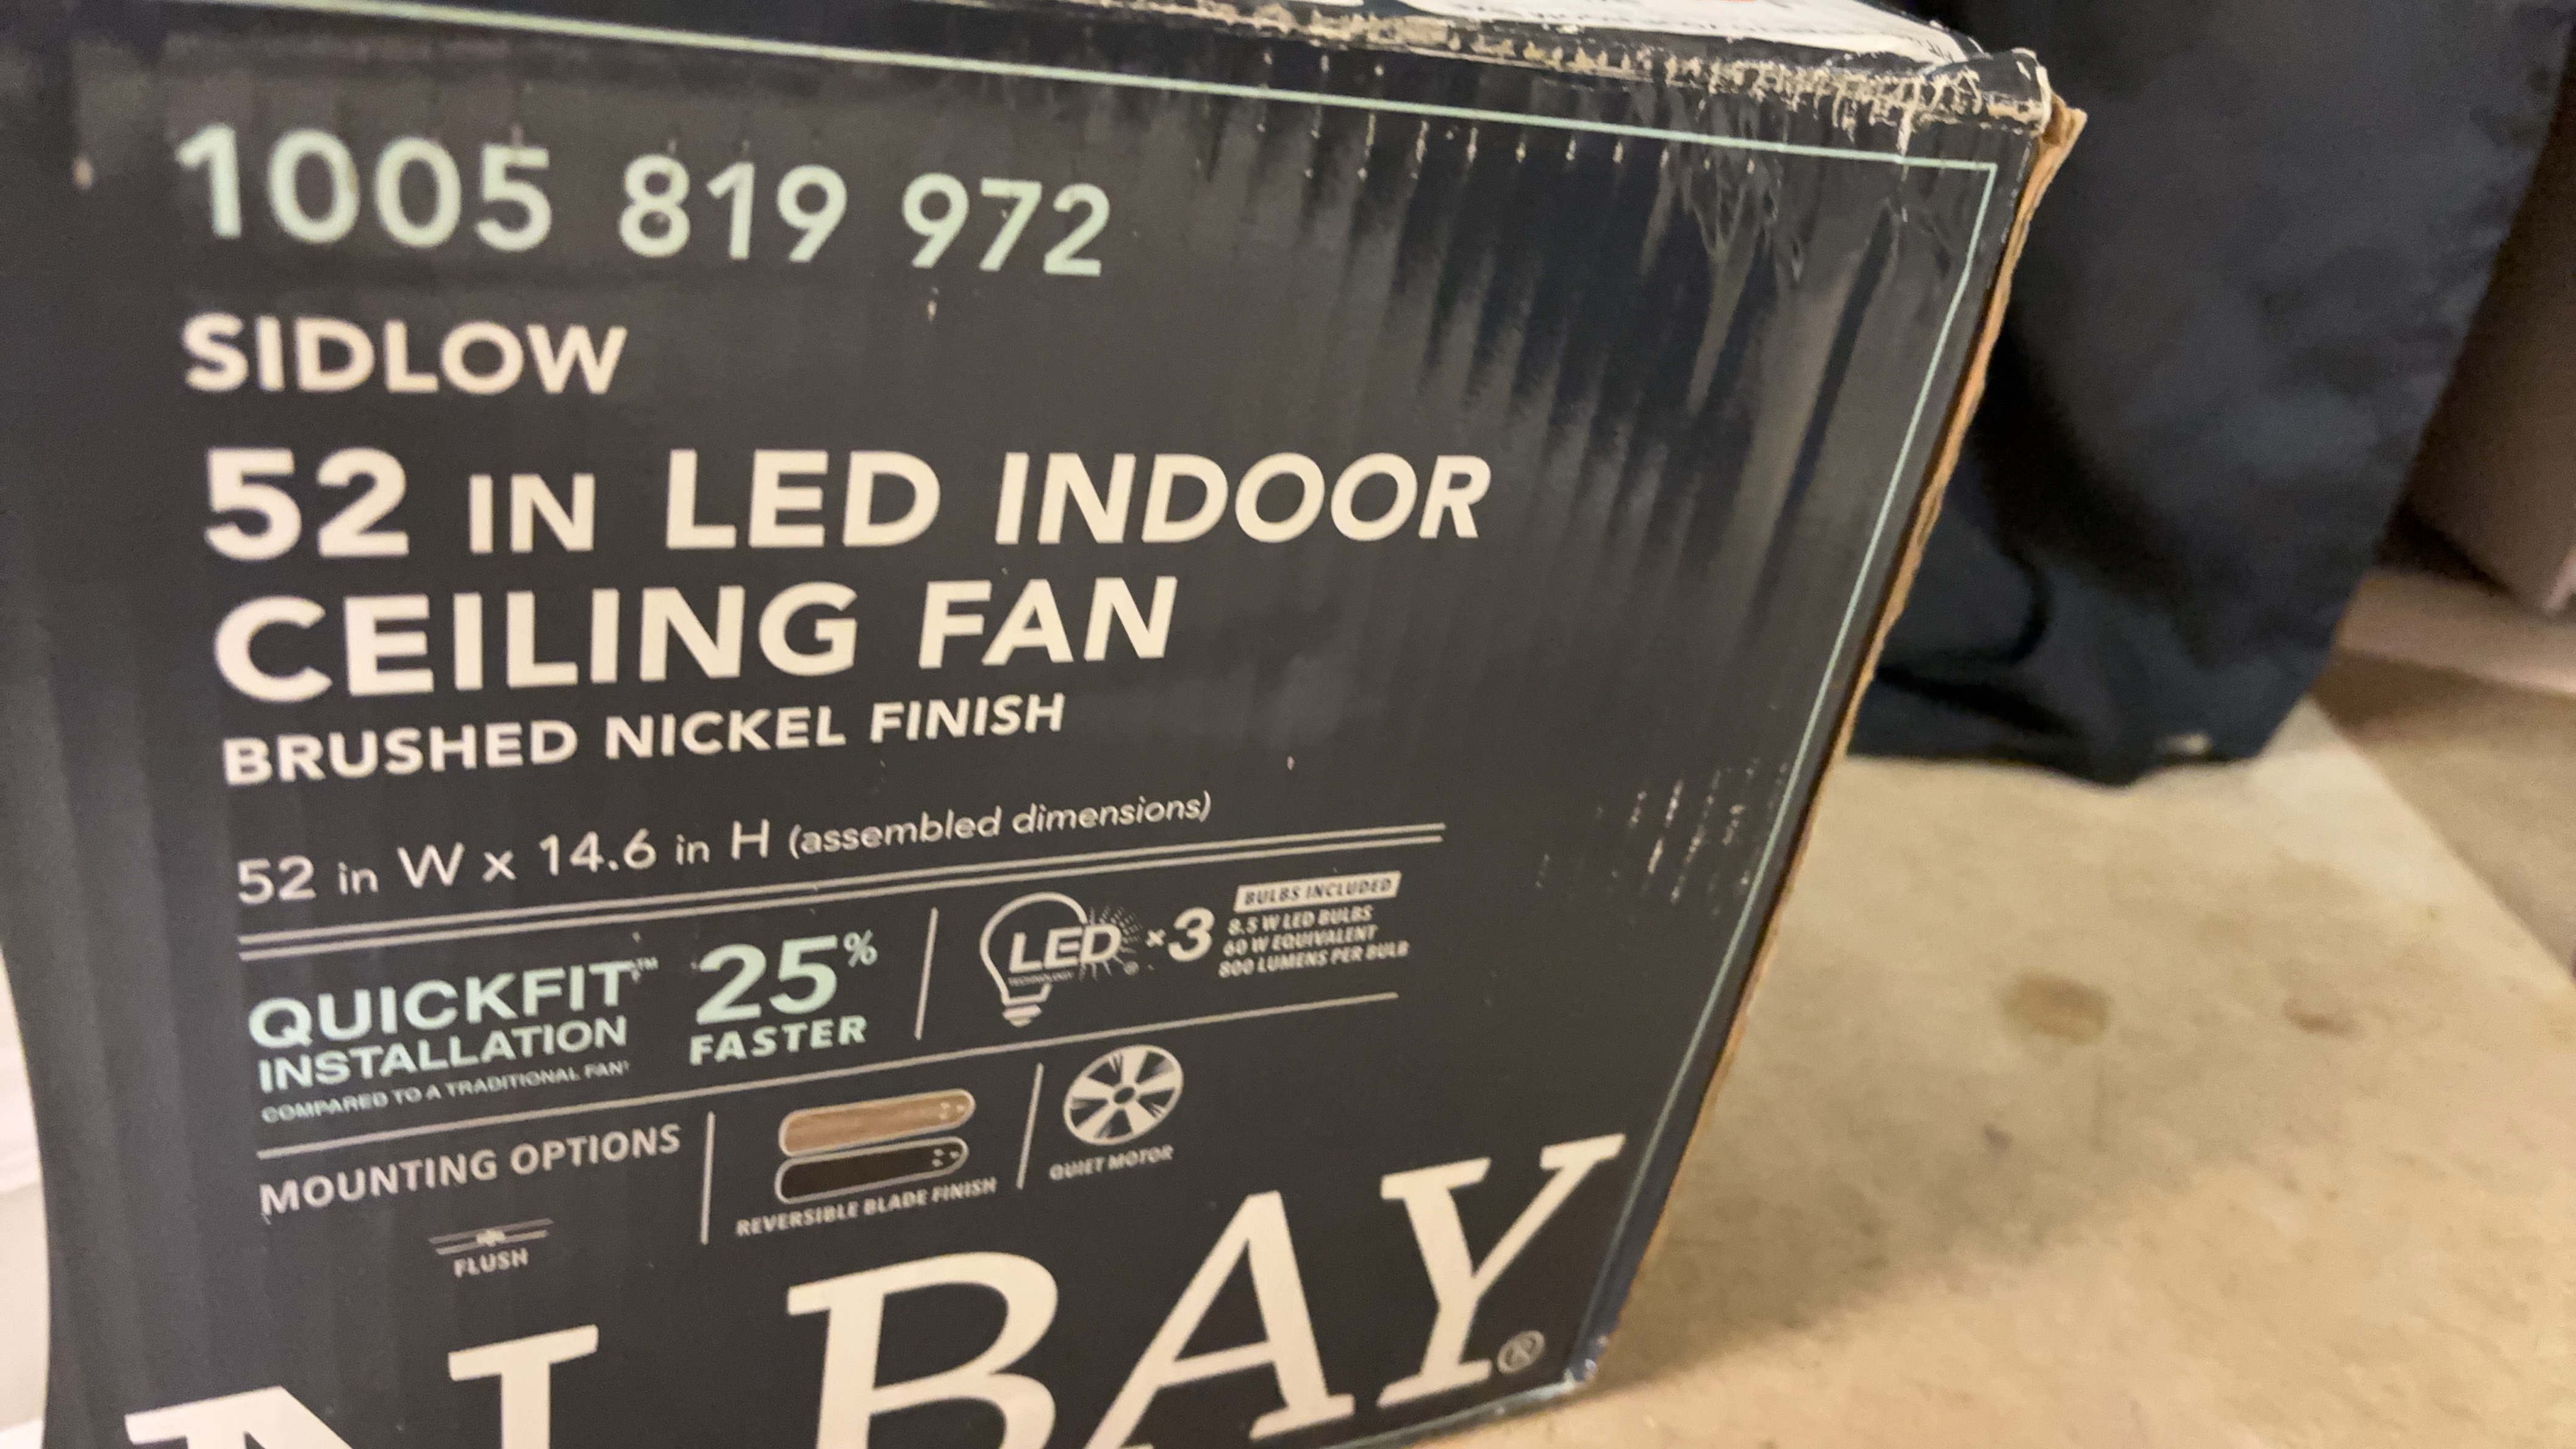 1005 819 972
SIDLOW
52 IN LED INDOOR
CEILING FAN
BRUSHED NICKEL FINISH
52 in W x 14.6 in H (assembled dimensions)
QUICKFIT™
INSTALLATION
COMPARED TO A TRADITIONAL FAN†
25%
FASTER
LED
TECHNOLOGY
x3
BULBS INCLUDED
8.5 W LED BULBS
60 W EQUIVALENT
800 LUMENS PER BULB
MOUNTING OPTIONS
FLUSH
REVERSIBLE BLADE FINISH
QUIET MOTOR
N BAY®